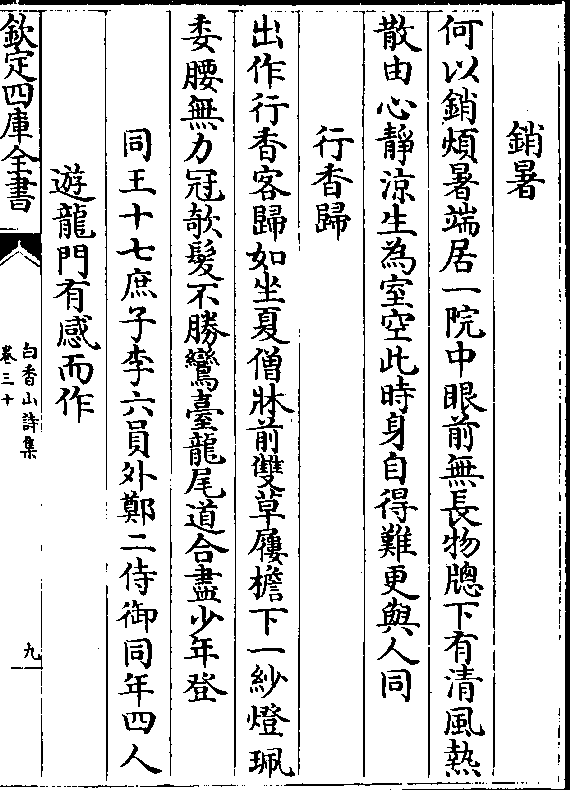 銷暑
何以銷煩暑端居一院中眼前無長物牕下有清風熱
散由心靜涼生為室空此時身自得難更與人同
行香歸
出作行香客歸如坐夏僧牀前雙草屨檐下一紗燈珮
委腰無力冠欹髮不勝鸞臺龍尾道合盡少年登
同王十七庶子李六員外鄭二侍御同年四人
遊龍門有感而作
欽定四庫全書
白香山詩集
卷三十
九